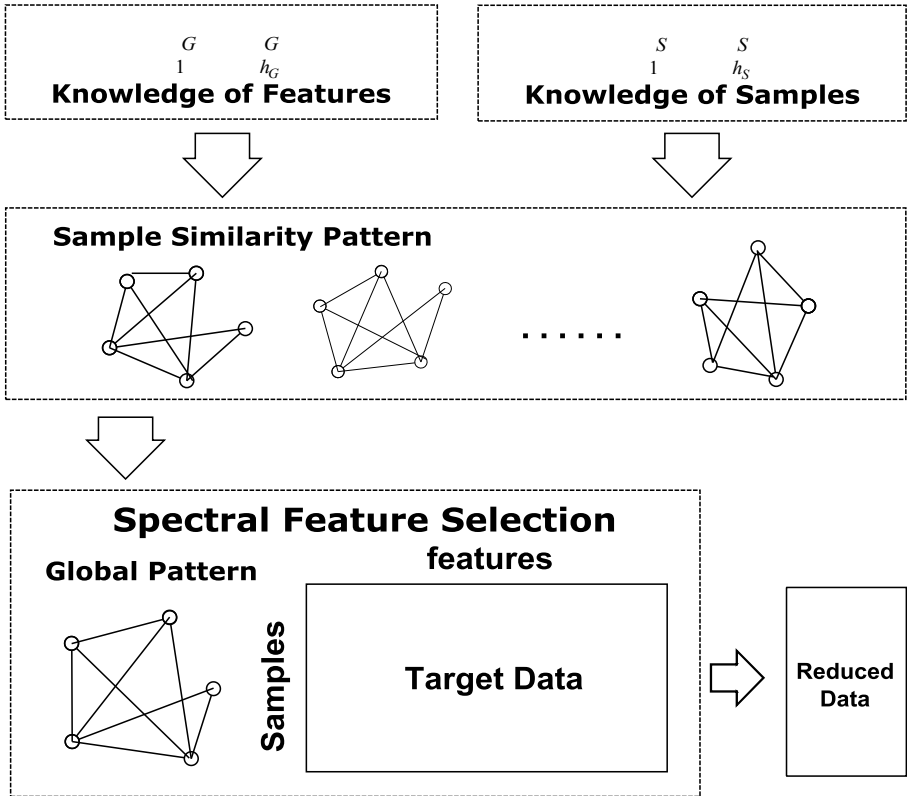 G G
1 h_G
Knowledge of Features
S S
1 h_S
Knowledge of Samples
Sample Similarity Pattern
. . . . . .
Spectral Feature Selection
features
Global Pattern
Samples
Target Data
Reduced
Data